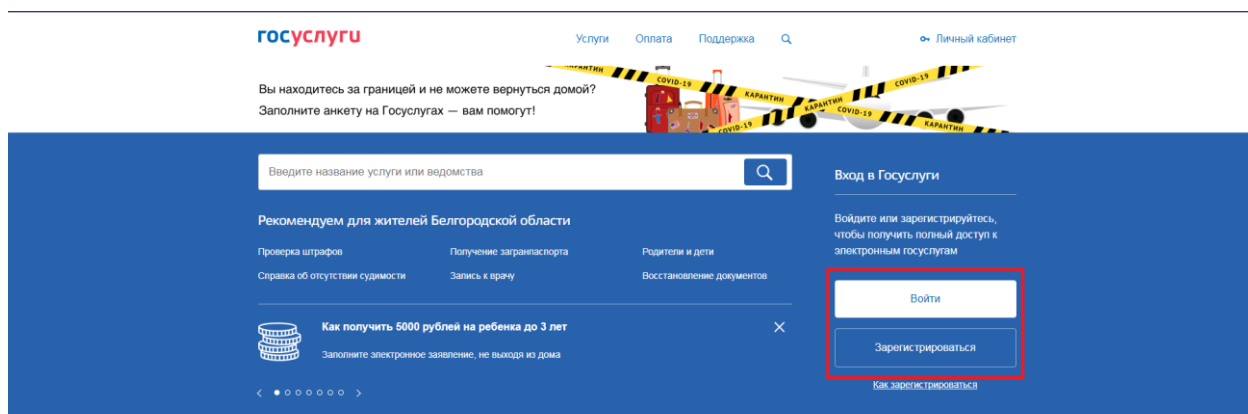 госуслуги
Услуги
Оплата
Поддержка
Личный кабинет
Вы находитесь за границей и не можете вернуться домой?
Заполните анкету на Госуслугах — вам помогут!
КАРАНТИН
COVID-19
КАРАНТИН
COVID-19
КАРАНТИН
COVID-19
COVID-19
КАРАНТИН
Введите название услуги или ведомства
Рекомендуем для жителей Белгородской области
Проверка штрафов
Получение загранпаспорта
Родители и дети
Справка об отсутствии судимости
Запись к врачу
Восстановление документов
Как получить 5000 рублей на ребенка до 3 лет
Заполните электронное заявление, не выходя из дома
Вход в Госуслуги
Войдите или зарегистрируйтесь,
чтобы получить полный доступ к
электронным госуслугам
Войти
Зарегистрироваться
Как зарегистрироваться